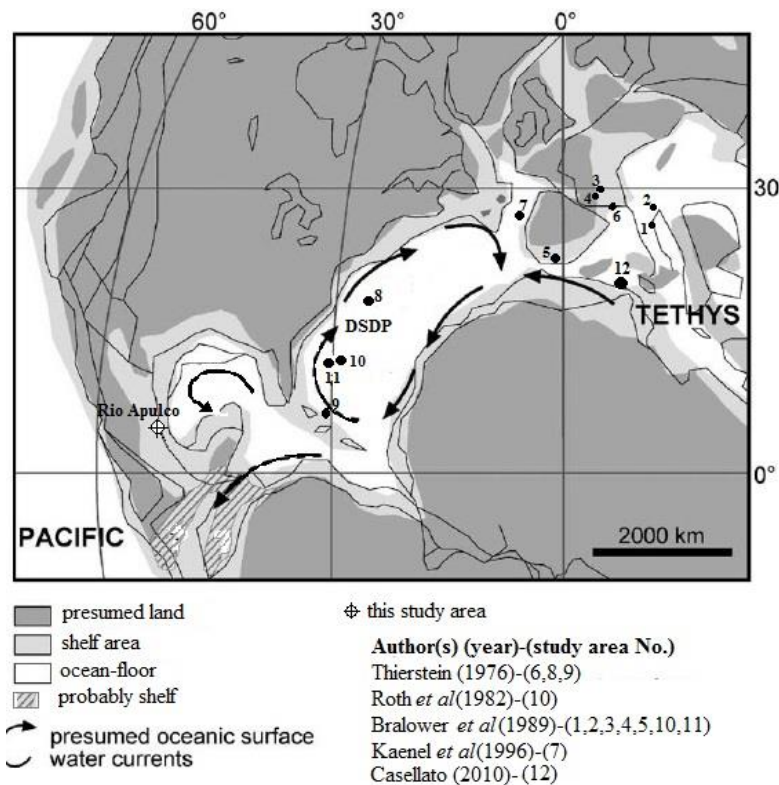 60° 30° 0°
30
3
4
2
6
7
1
5
12
8
TETHYS
DSDP
10
11
Rio Apulco
9
0°
PACIFIC
2000 km
presumed land
this study area
shelf area
ocean-floor
probably shelf
presumed oceanic surface
water currents
Author(s) (year)-(study area No.)
Thierstein (1976)-(6,8,9)
Roth et al(1982)-(10)
Bralower et al(1989)-(1,2,3,4,5,10,11)
Kaenel et al(1996)-(7)
Casellato (2010)-(12)